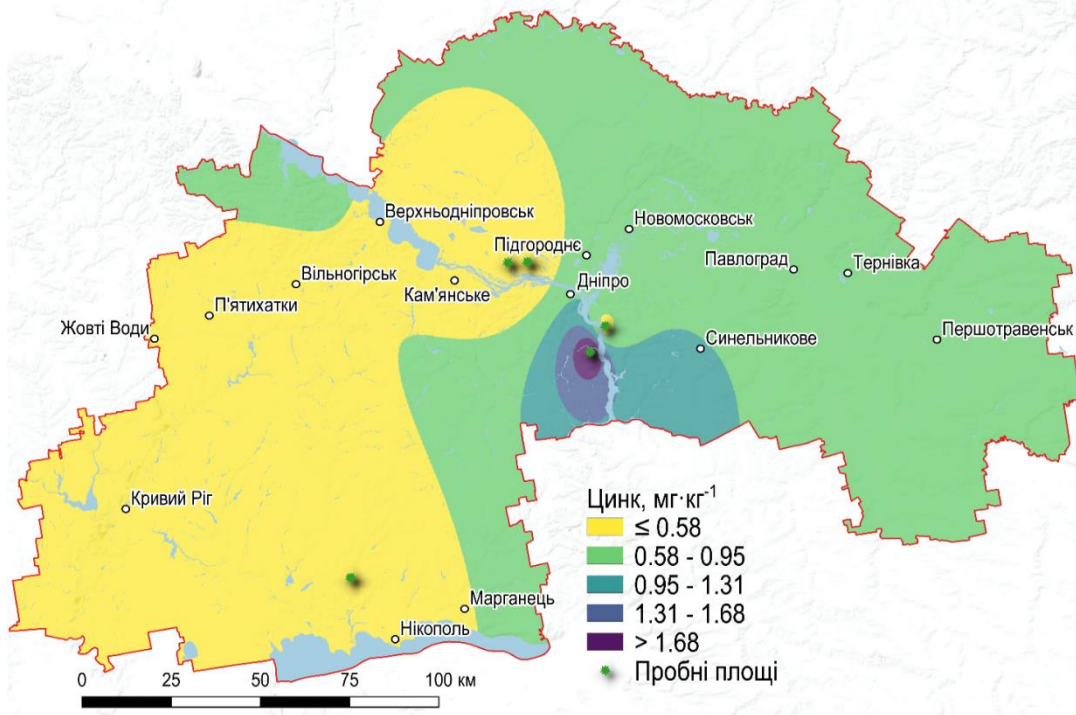 Верхньодніпровськ
Новомосковськ
Підгороднє
Павлоград
Тернівка
Вільногірськ
Кам'янське
Дніпро
П'ятихатки
Жовті Води
Синельникове
Першотравенськ
Кривий Ріг
Марганець
Нікополь
Цинк, мг·кг⁻¹
≤ 0.58
0.58 - 0.95
0.95 - 1.31
1.31 - 1.68
> 1.68
Пробні площі
0 25 50 75 100 км